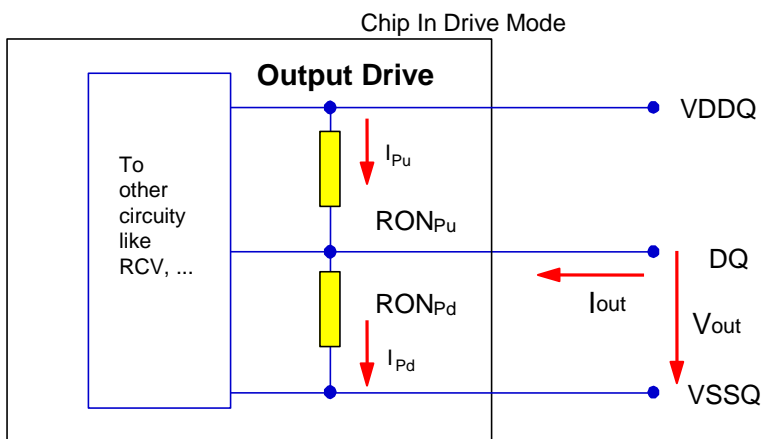 Chip In Drive Mode
Output Drive
VDDQ
To
other
circuity
like
RCV, ...
IPu
RONPu
DQ
Iout
Vout
RONPd
IPd
VSSQ